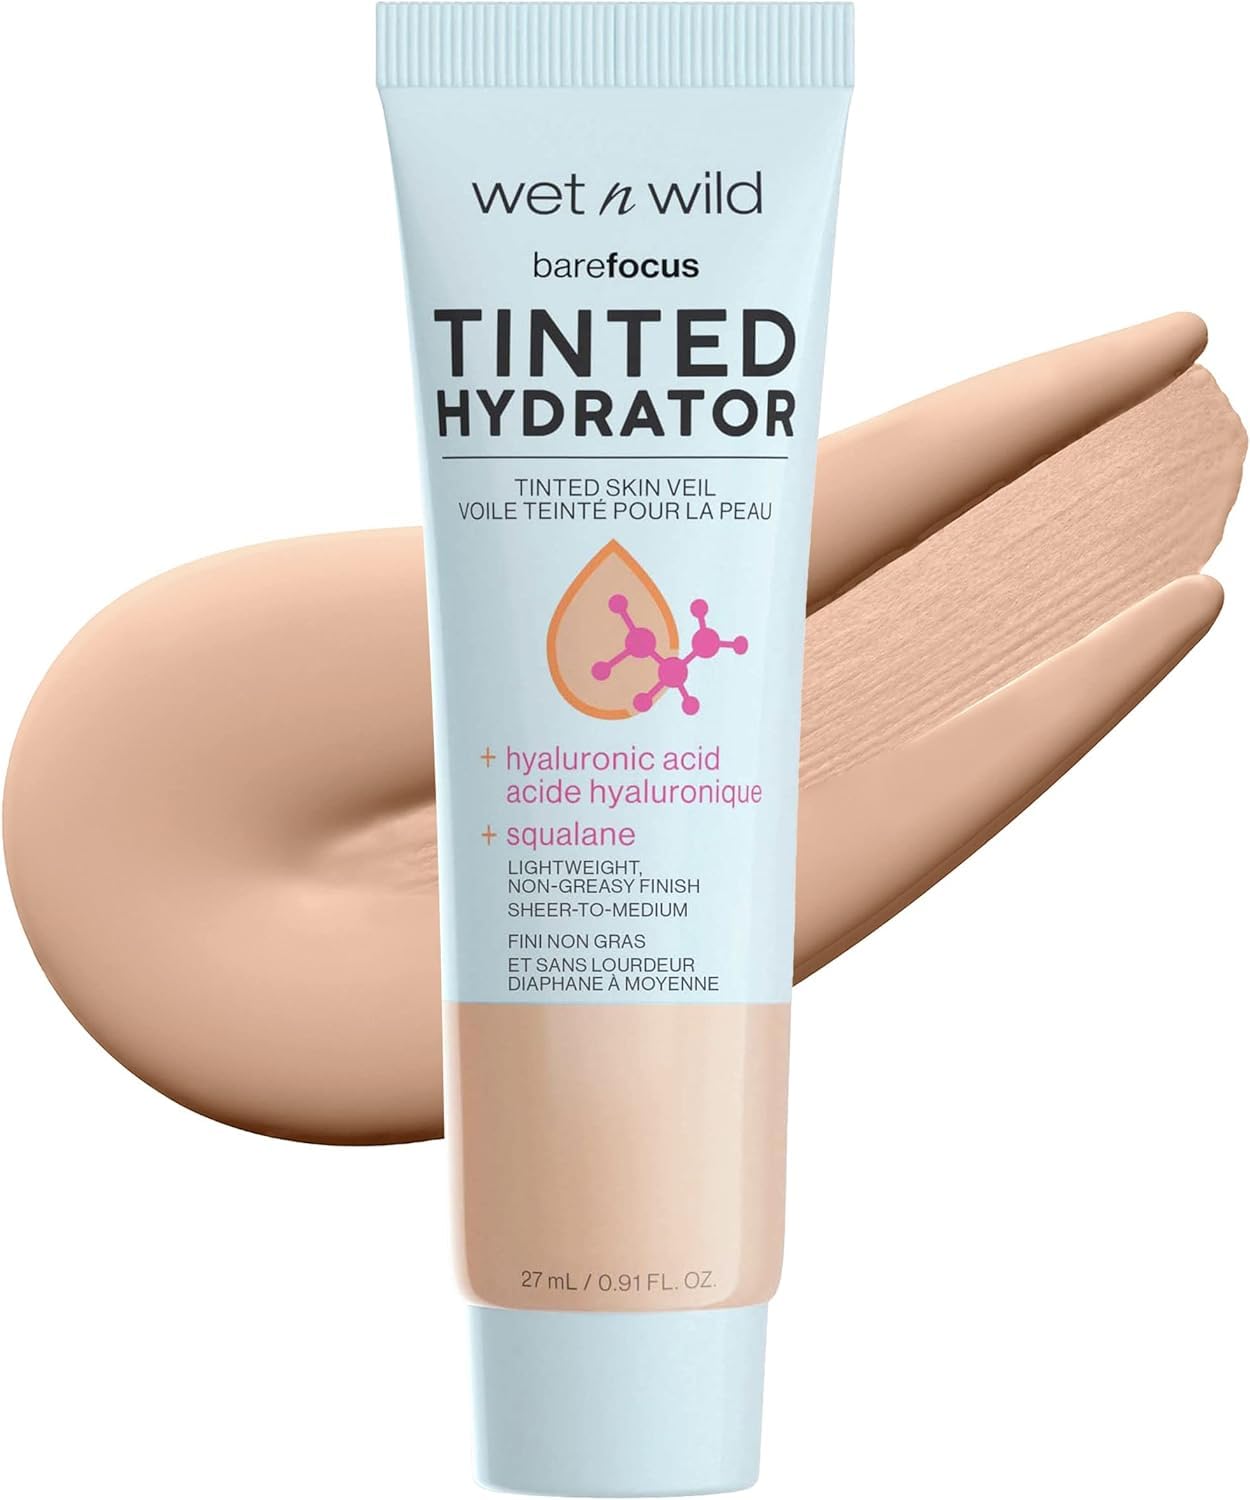 wet n wild
barefocus
TINTED
HYDRATOR
TINTED SKIN VEIL
VOILE TEINTÉ POUR LA PEAU
+ hyaluronic acid
acide hyaluronique
+ squalane
LIGHTWEIGHT,
NON-GREASY FINISH
SHEER-TO-MEDIUM
FINI NON GRAS
ET SANS LOURDEUR
DIAPHANE À MOYENNE
27 mL / 0.91 FL. OZ.